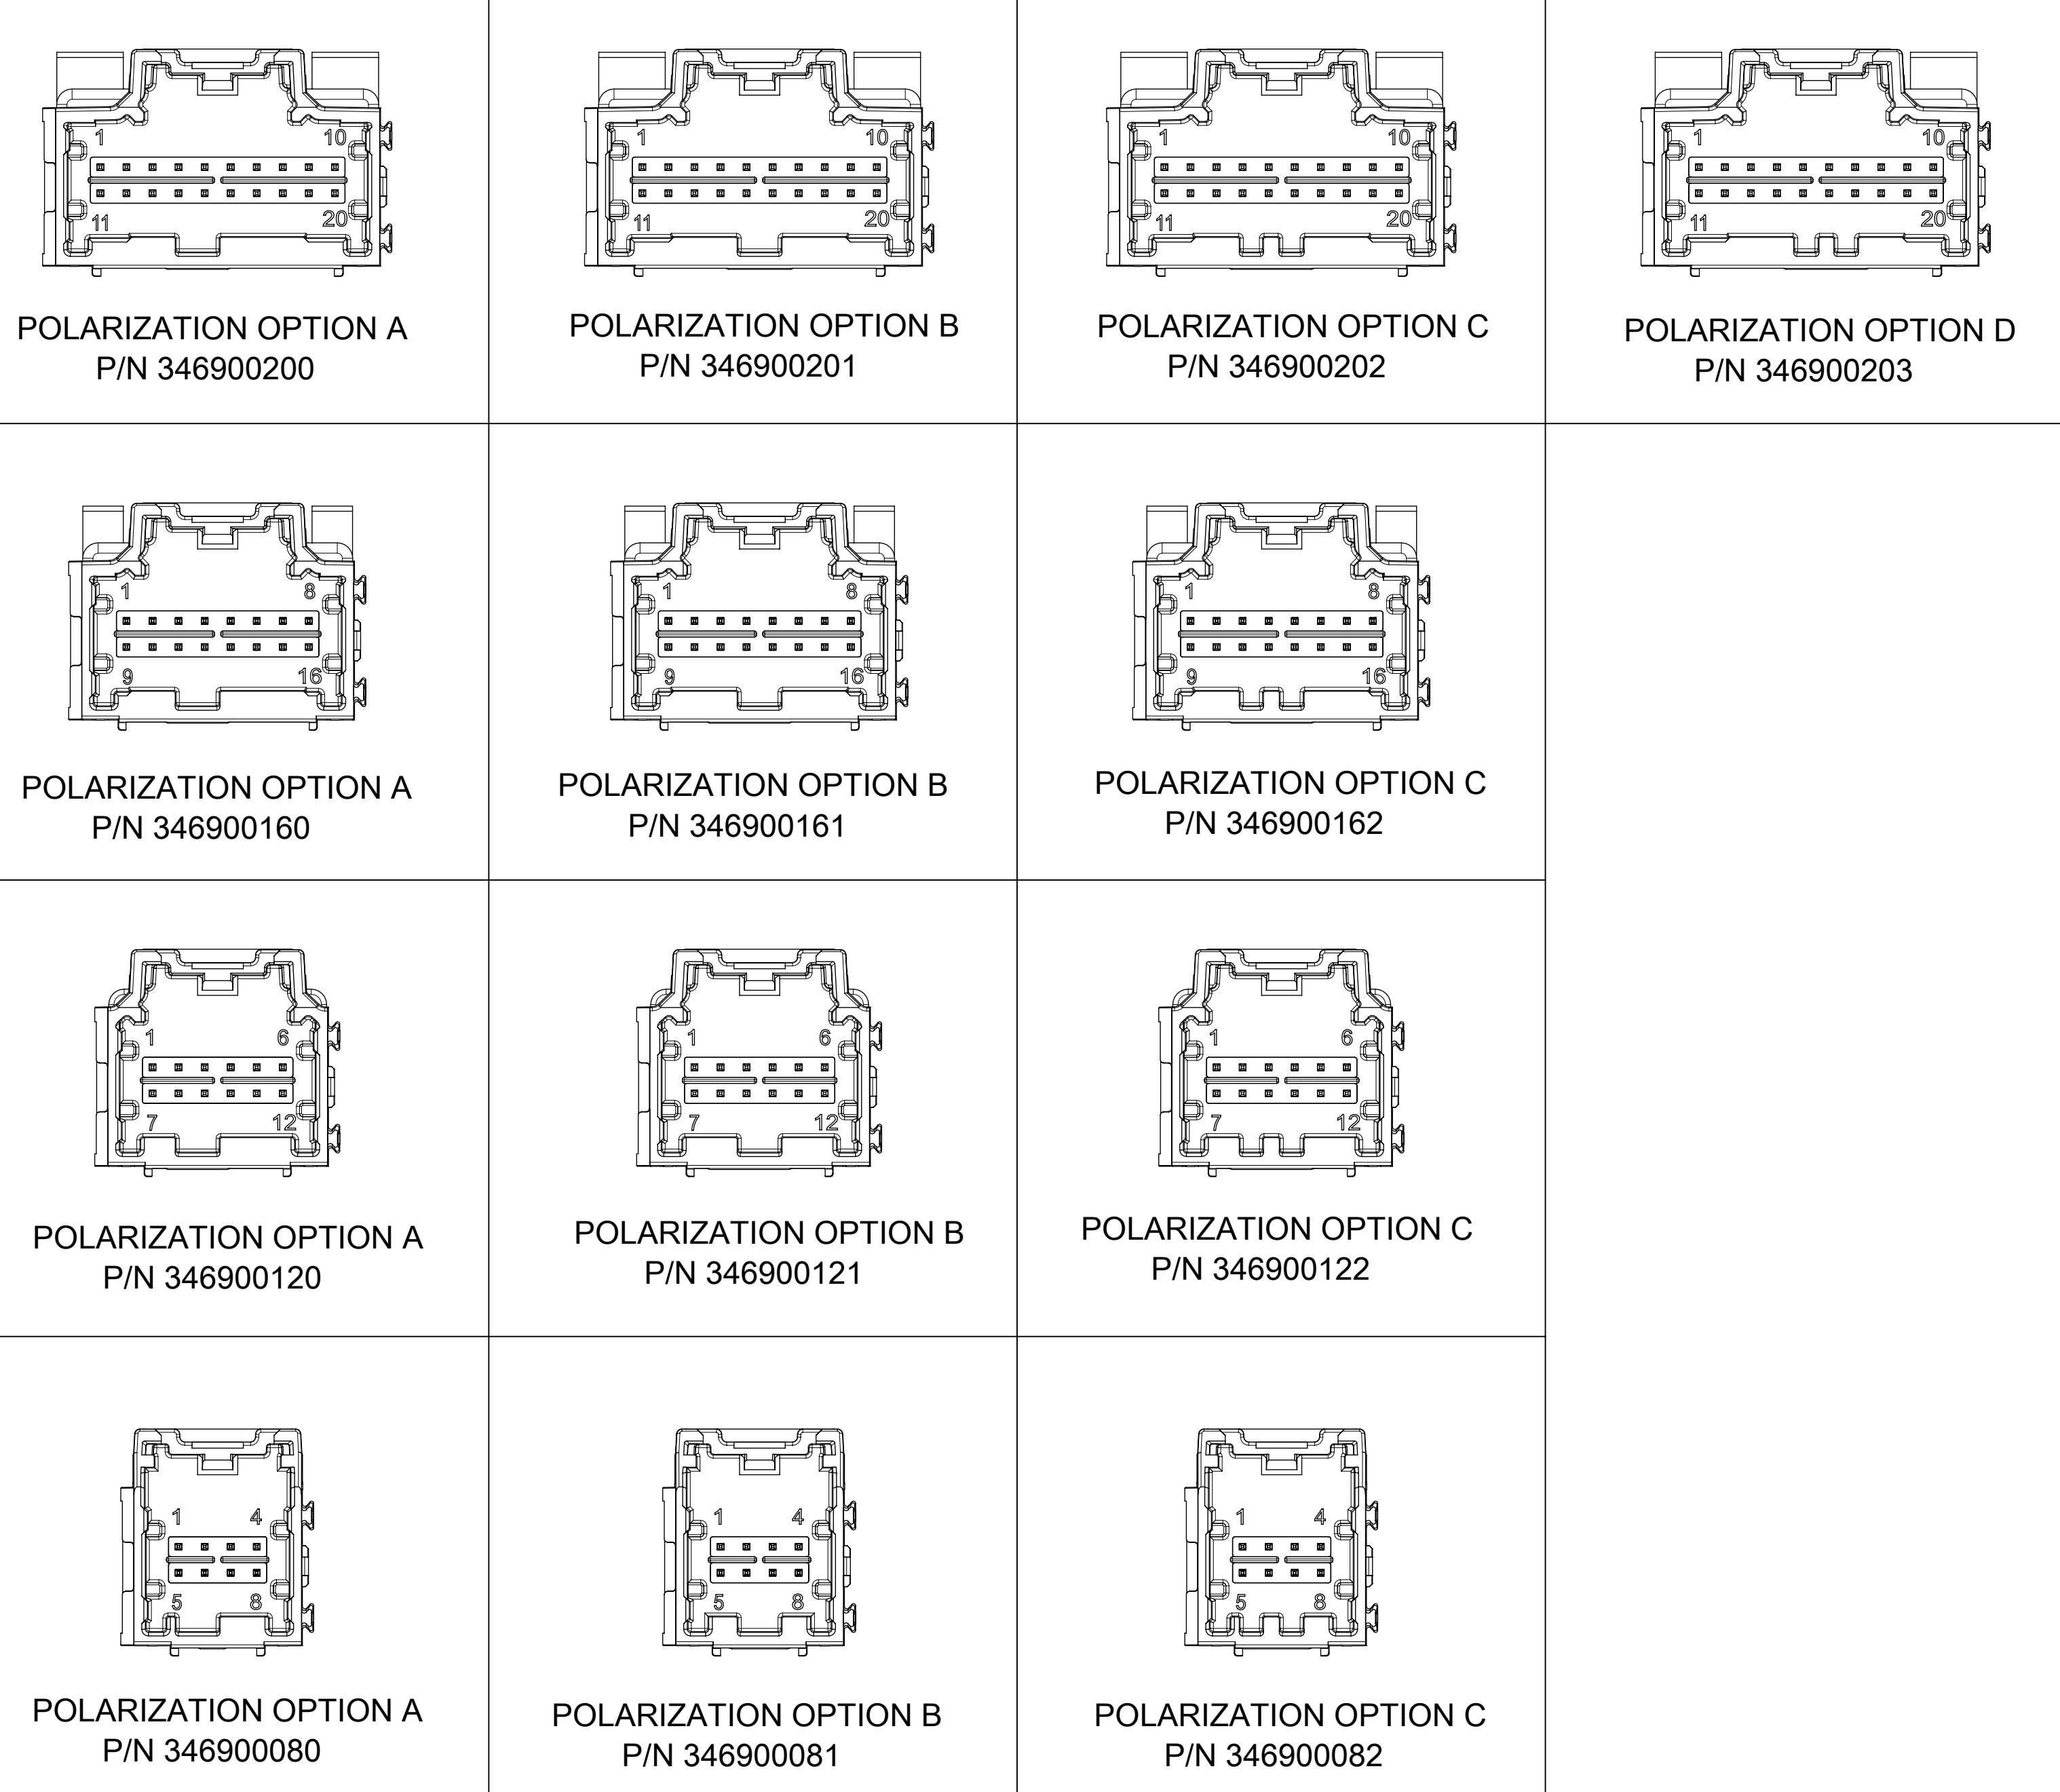 1 10
11 20
POLARIZATION OPTION A
P/N 346900200
1 10
11 20
POLARIZATION OPTION B
P/N 346900201
1 10
11 20
POLARIZATION OPTION C
P/N 346900202
1 10
11 20
POLARIZATION OPTION D
P/N 346900203
1 8
9 16
POLARIZATION OPTION A
P/N 346900160
1 8
9 16
POLARIZATION OPTION B
P/N 346900161
1 8
9 16
POLARIZATION OPTION C
P/N 346900162
1 6
7 12
POLARIZATION OPTION A
P/N 346900120
1 6
7 12
POLARIZATION OPTION B
P/N 346900121
1 6
7 12
POLARIZATION OPTION C
P/N 346900122
1 4
5 8
POLARIZATION OPTION A
P/N 346900080
1 4
5 8
POLARIZATION OPTION B
P/N 346900081
1 4
5 8
POLARIZATION OPTION C
P/N 346900082